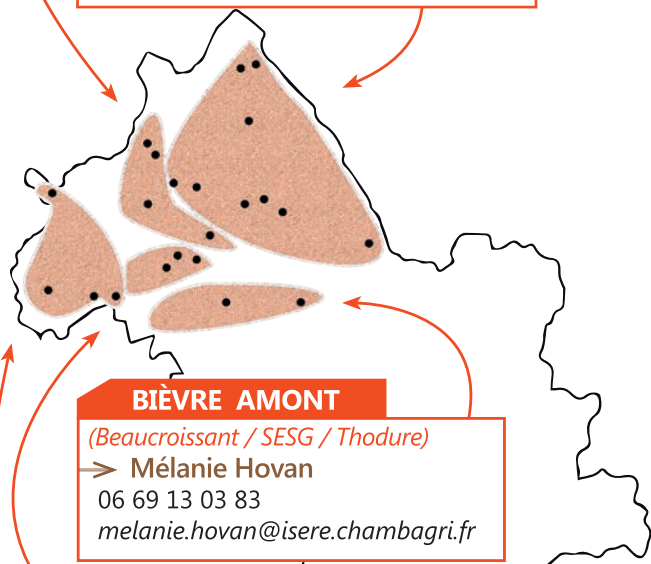 BIÈVRE AMONT
(Beaucroissant / SESG / Thodure)
Mélanie Hovan
06 69 13 03 83
melanie.hovan@isere.chambagri.fr